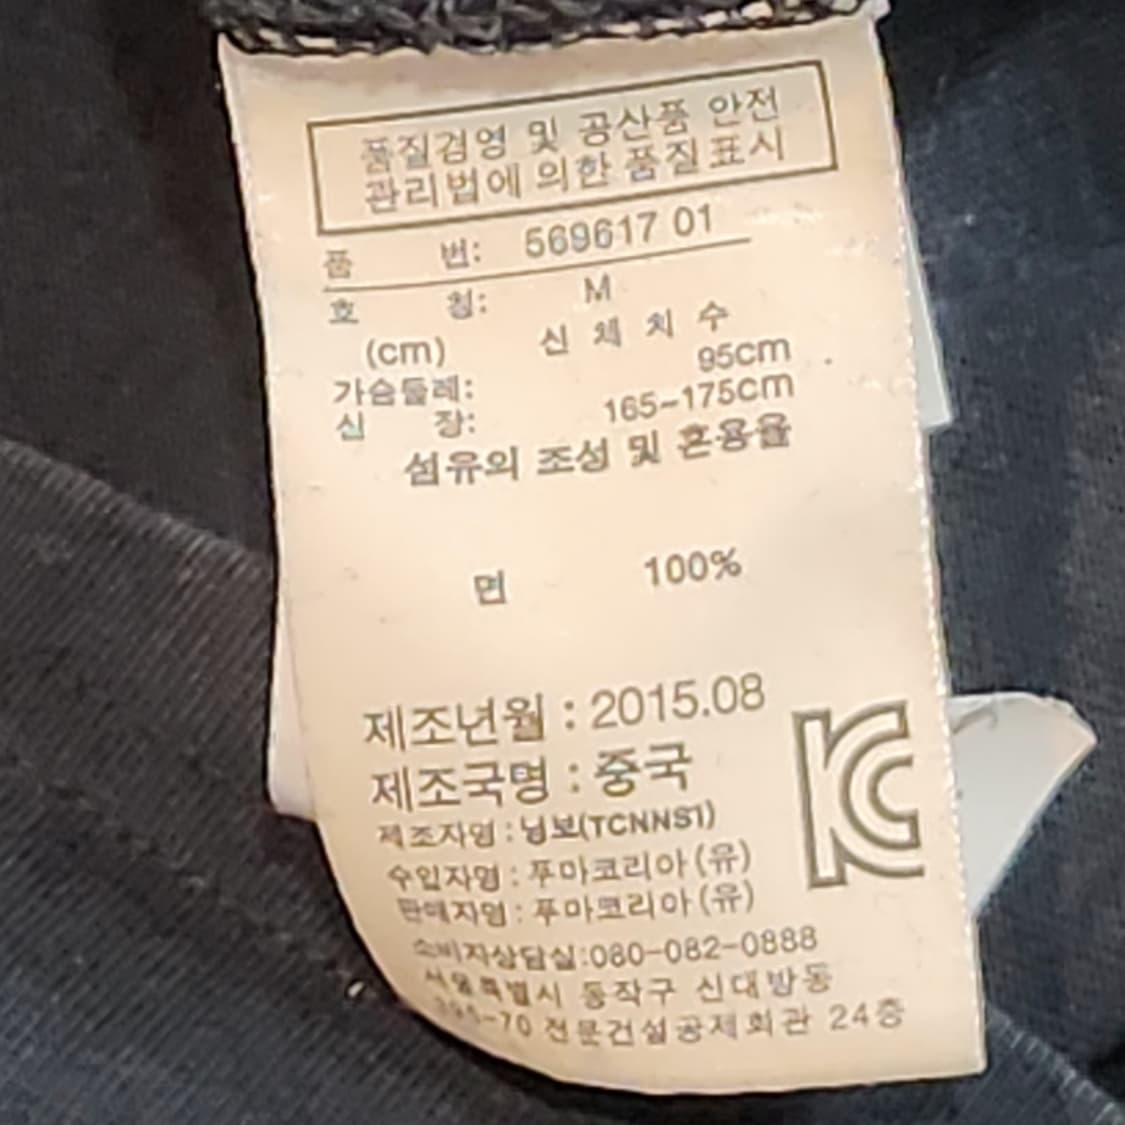 품질검영 및 공산품 안전
관리법에 의한 품질표시
품 번: 569617 01
호 칭: M
(cm) 신 체 치 수
가슴둘레: 95cm
신 장: 165~175cm
섬유의 조성 및 혼용율
면 100%
제조년월 : 2015.08
제조국명 : 중국
제조자명 : 닝보(TCNNS1)
수입자명 : 푸마코리아 (유)
판매자명 : 푸마코리아 (유)
소비자상담실:080-082-0888
서울특별시 동작구 신대방동
-70 전문건설공제회관 24층